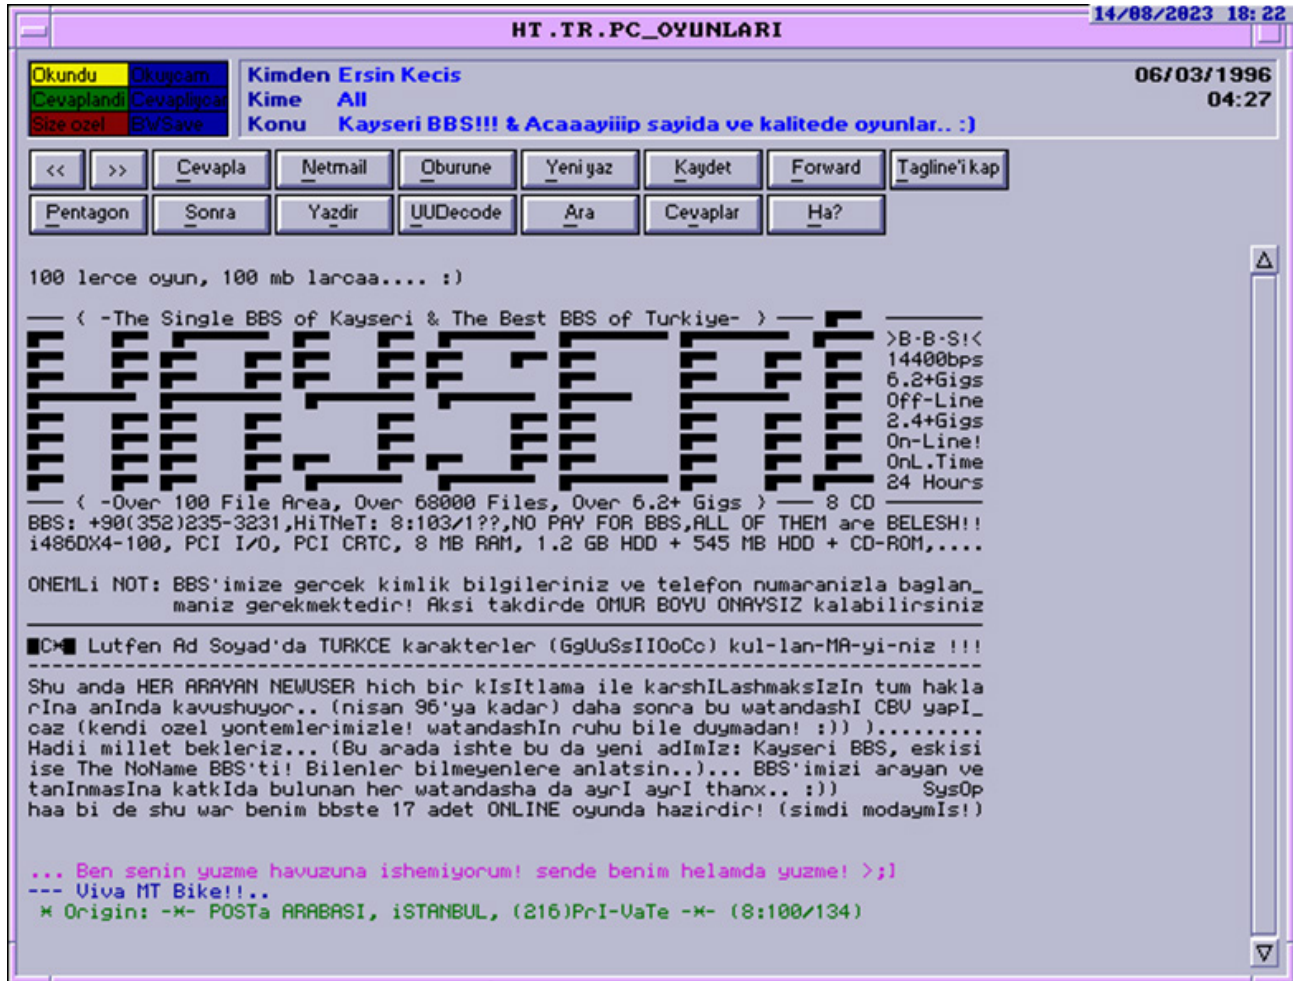 14/08/2023 18:22
HT.TR.PC_OYUNLARI
Okundu Okuycam
Cevaplandi Cevapliycam
Size ozel BWSave
Kimden Ersin Kecis
Kime All
Konu Kayseri BBS!!! & Acaaayiiip sayida ve kalitede oyunlar.. :)
06/03/1996
04:27
<< >> Cevapla Netmail Oburune Yeni yaz Kaydet Forward Tagline'i kap
Pentagon Sonra Yazdir UUDecode Ara Cevaplar Ha?
100 lerce oyun, 100 mb larcaa.... :)
── ( -The Single BBS of Kayseri & The Best BBS of Turkiye- ) ──
KAYSERI
>B-B-S!<
14400bps
6.2+Gigs
Off-Line
2.4+Gigs
On-Line!
OnL.Time
24 Hours
── ( -Over 100 File Area, Over 68000 Files, Over 6.2+ Gigs ) ── 8 CD ──
BBS: +90(352)235-3231,HiTNeT: 8:103/1??,NO PAY FOR BBS,ALL OF THEM are BELESH!!
i486DX4-100, PCI I/O, PCI CRTC, 8 MB RAM, 1.2 GB HDD + 545 MB HDD + CD-ROM,....
ONEMLi NOT: BBS'imize gercek kimlik bilgileriniz ve telefon numaranizla baglan_
maniz gerekmektedir! Aksi takdirde OMUR BOYU ONAYSIZ kalabilirsiniz
■C*■ Lutfen Ad Soyad'da TURKCE karakterler (GgUuSsIIOoCc) kul-lan-MA-yi-niz !!!
-------------------------------------------------------------------------------
Shu anda HER ARAYAN NEWUSER hich bir kIsItlama ile karshILashmaksIzIn tum hakla
rIna anInda kavushuyor.. (nisan 96'ya kadar) daha sonra bu watandashI CBV yapI_
caz (kendi ozel yontemlerimizle! watandashIn ruhu bile duymadan! :)) ).........
Hadii millet bekleriz... (Bu arada ishte bu da yeni adImIz: Kayseri BBS, eskisi
ise The NoName BBS'ti! Bilenler bilmeyenlere anlatsin..)... BBS'imizi arayan ve
tanInmasIna katkIda bulunan her watandasha da ayrI ayrI thanx.. :)) SysOp
haa bi de shu war benim bbste 17 adet ONLINE oyunda hazirdir! (simdi modaymIs!)
... Ben senin yuzme havuzuna ishemiyorum! sende benim helamda yuzme! >;]
--- Viva MT Bike!!..
* Origin: -*- POSTa ARABASI, iSTANBUL, (216)PrI-VaTe -*- (8:100/134)